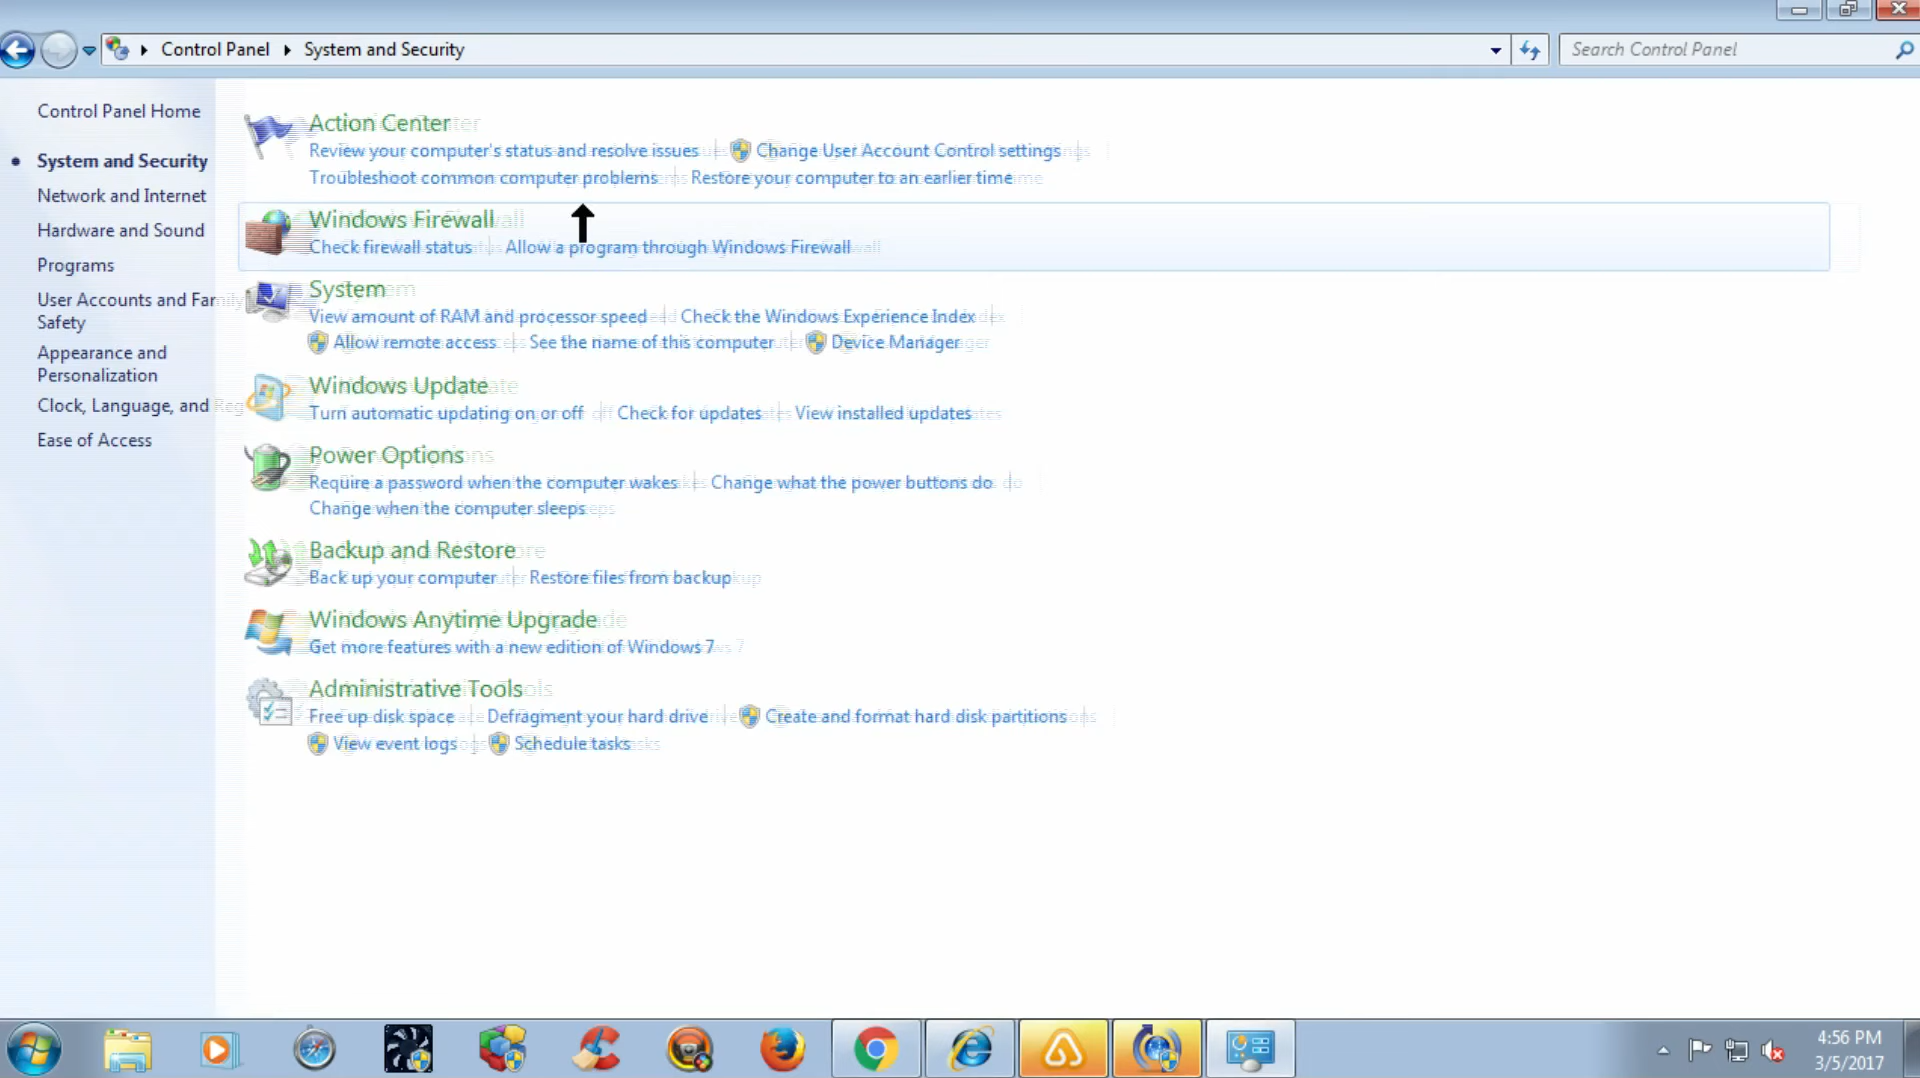 Control Panel
System and Security
Search Control Panel
Control Panel Home
System and Security
Network and Internet
Hardware and Sound
Programs
User Accounts and Family
Safety
Appearance and
Personalization
Clock, Language, and Reg
Ease of Access
Action Center
Review your computer's status and resolve issues Change User Account Control settings
Troubleshoot common computer problems Restore your computer to an earlier time
Windows Firewall
Check firewall status Allow a program through Windows Firewall
System
View amount of RAM and processor speed Check the Windows Experience Index
Allow remote access See the name of this computer Device Manager
Windows Update
Turn automatic updating on or off Check for updates View installed updates
Power Options
Require a password when the computer wakes Change what the power buttons do
Change when the computer sleeps
Backup and Restore
Back up your computer Restore files from backup
Windows Anytime Upgrade
Get more features with a new edition of Windows 7
Administrative Tools
Free up disk space Defragment your hard drive Create and format hard disk partitions
View event logs Schedule tasks
4:56 PM
3/5/2017